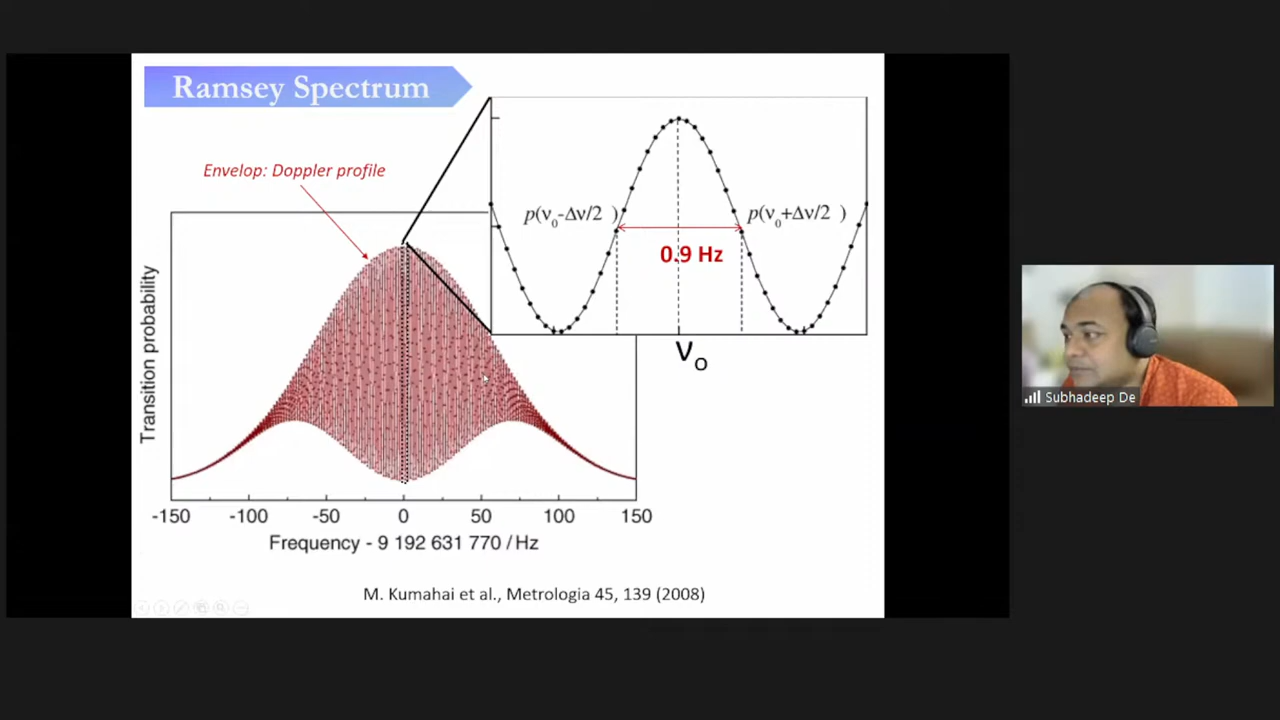 Ramsey Spectrum
Envelop: Doppler profile
p(ν₀-Δν/2 )
p(ν₀+Δν/2 )
0.9 Hz
ν₀
Transition probability
-150 -100 -50 0 50 100 150
Frequency - 9 192 631 770 / Hz
M. Kumahai et al., Metrologia 45, 139 (2008)
Subhadeep De